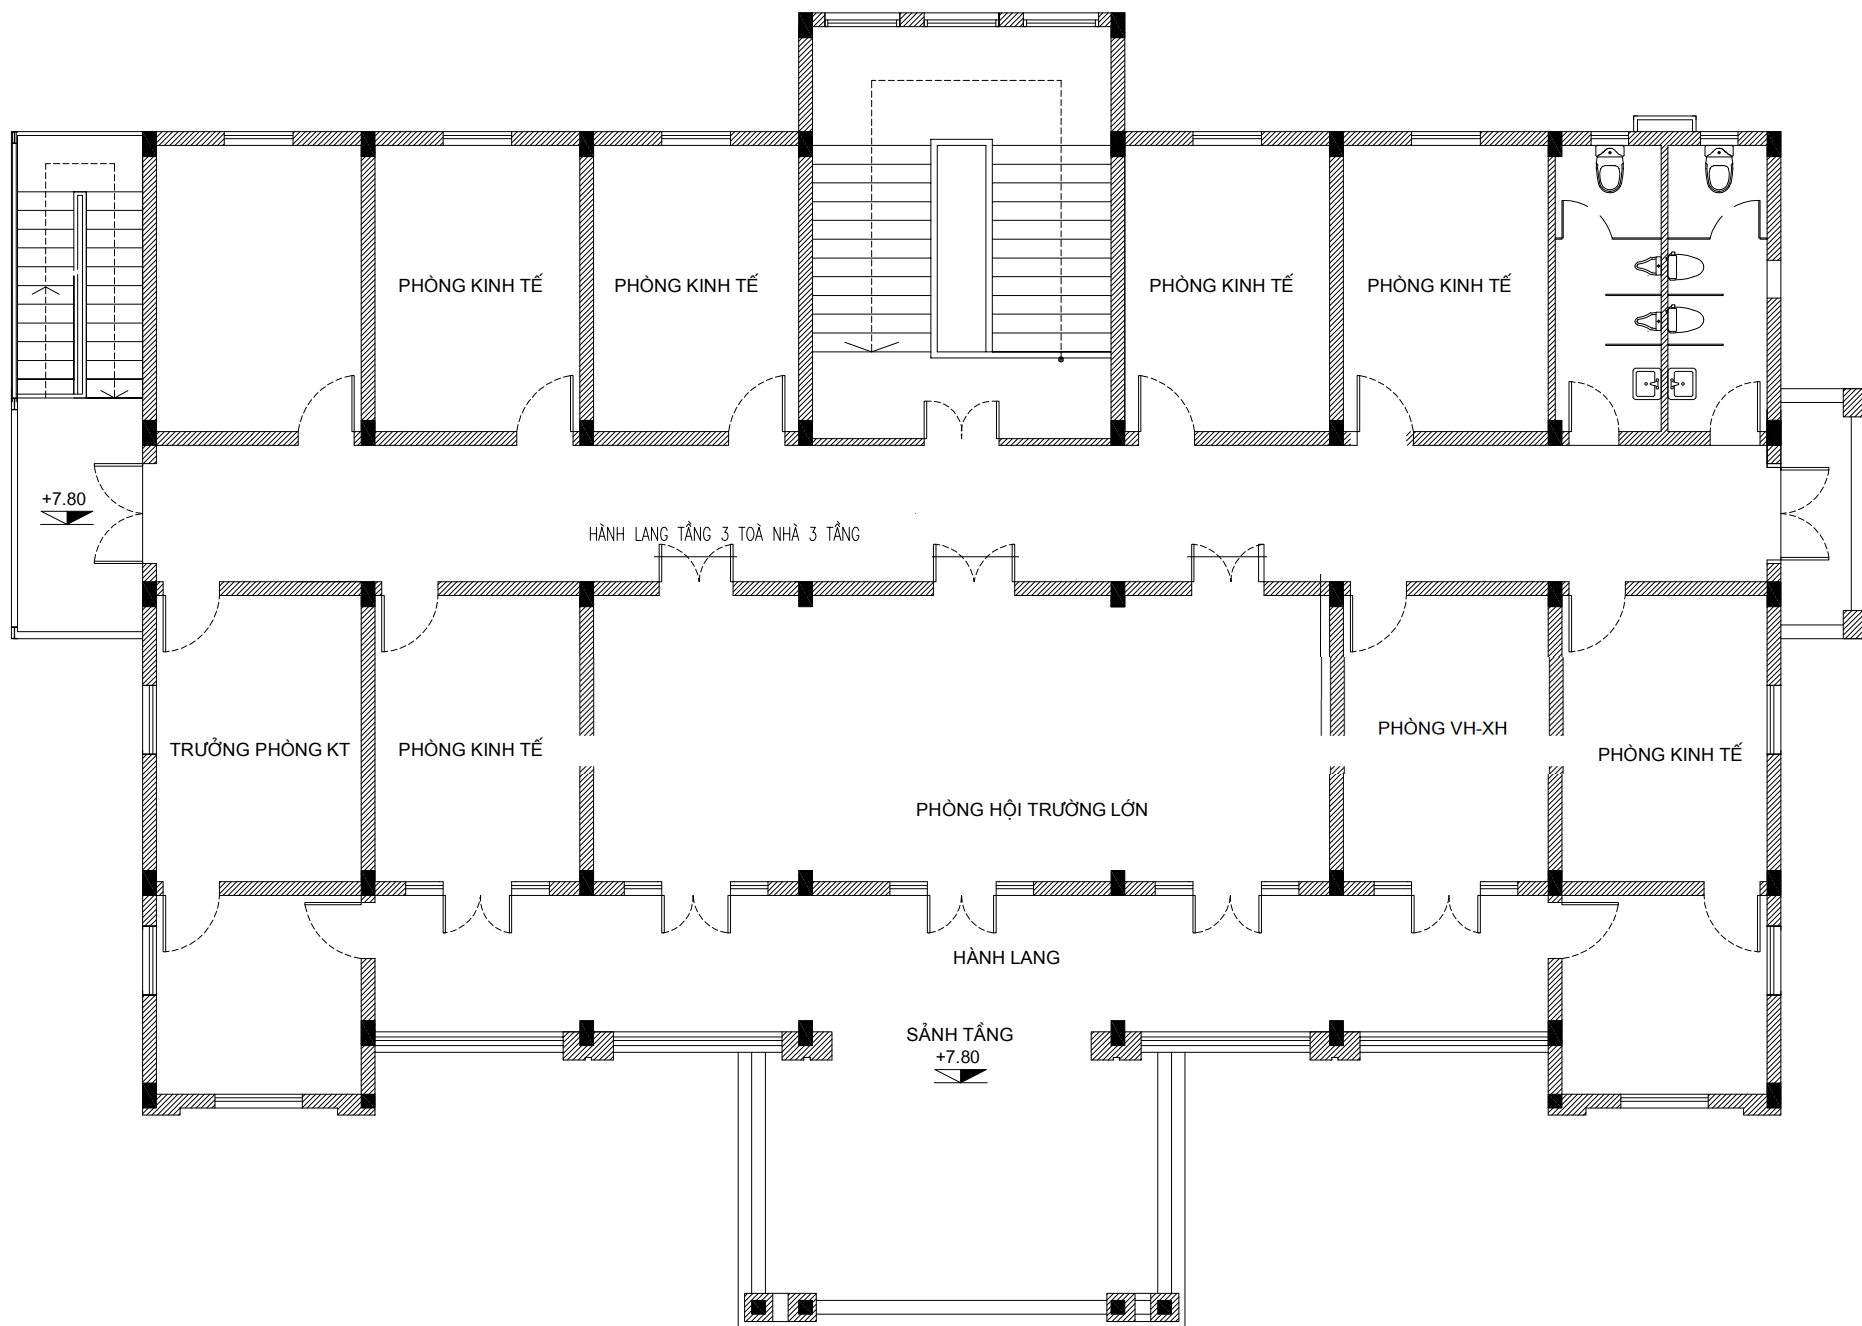 PHÒNG KINH TẾ
PHÒNG KINH TẾ
PHÒNG KINH TẾ
PHÒNG KINH TẾ
+7.80
HÀNH LANG TẦNG 3 TOÀ NHÀ 3 TẦNG
TRƯỞNG PHÒNG KT
PHÒNG KINH TẾ
PHÒNG HỘI TRƯỜNG LỚN
PHÒNG VH-XH
PHÒNG KINH TẾ
HÀNH LANG
SẢNH TẦNG
+7.80